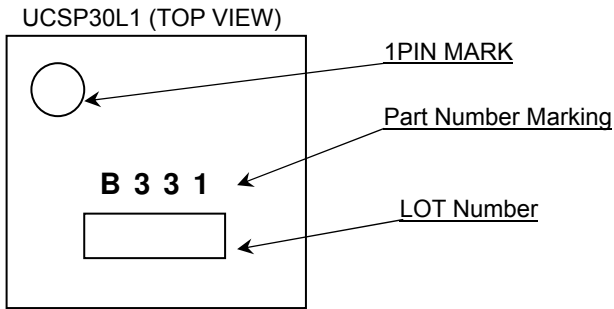 UCSP30L1 (TOP VIEW)
1PIN MARK
Part Number Marking
B 3 3 1
LOT Number